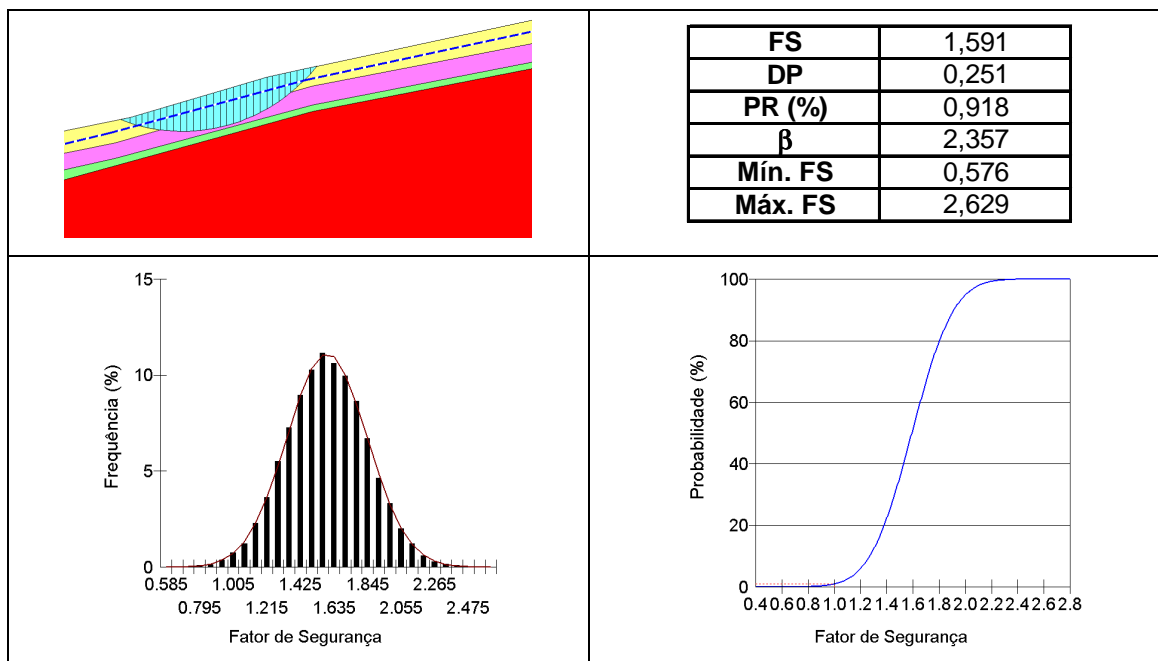 FS 1,591
DP 0,251
PR (%) 0,918
β 2,357
Mín. FS 0,576
Máx. FS 2,629
15
10
5
0
Frequência (%)
0.585 1.005 1.425 1.845 2.265
0.795 1.215 1.635 2.055 2.475
Fator de Segurança
100
80
60
40
20
0
Probabilidade (%)
0.4 0.6 0.8 1.0 1.2 1.4 1.6 1.8 2.0 2.2 2.4 2.6 2.8
Fator de Segurança